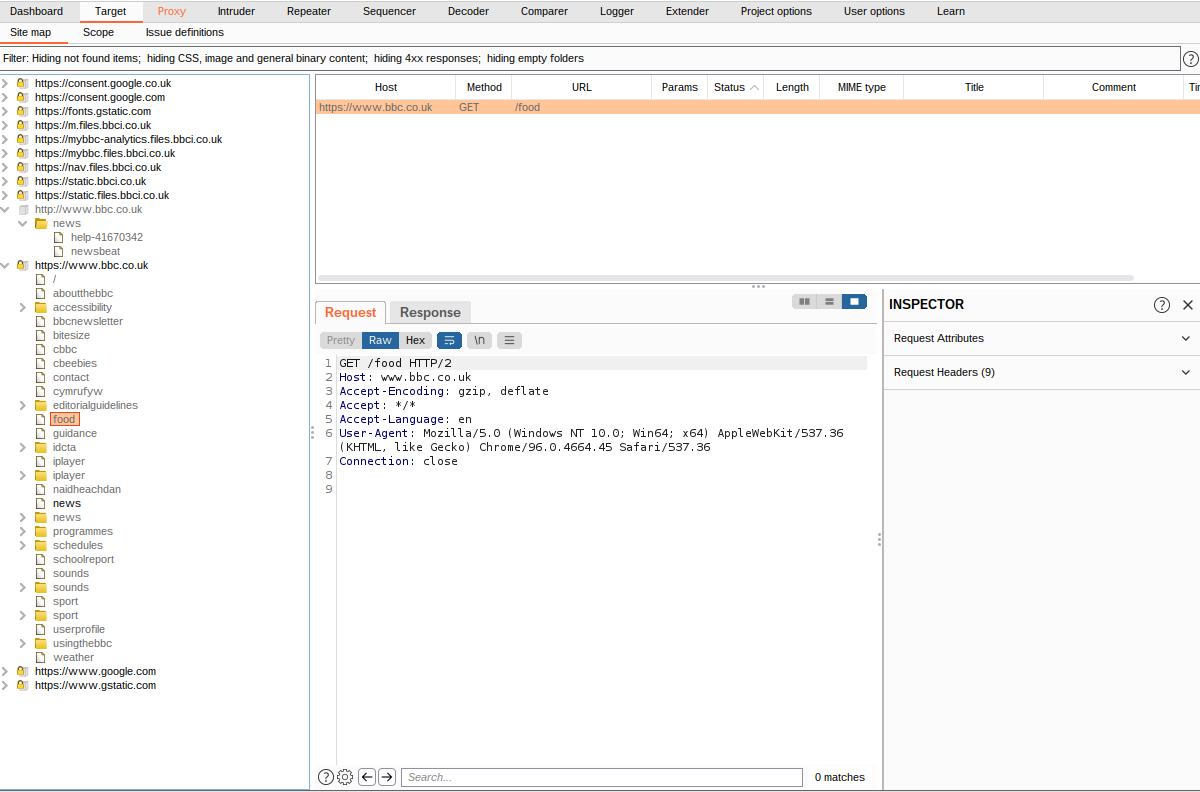 Dashboard Target Proxy Intruder Repeater Sequencer Decoder Comparer Logger Extender Project options User options Learn
Site map Scope Issue definitions
Filter: Hiding not found items; hiding CSS, image and general binary content; hiding 4xx responses; hiding empty folders
?
https://consent.google.co.uk
https://consent.google.com
https://fonts.gstatic.com
https://m.files.bbci.co.uk
https://mybbc-analytics.files.bbci.co.uk
https://mybbc.files.bbci.co.uk
https://nav.files.bbci.co.uk
https://static.bbci.co.uk
https://static.files.bbci.co.uk
http://www.bbc.co.uk
news
help-41670342
newsbeat
https://www.bbc.co.uk
/
aboutthebbc
accessibility
bbcnewsletter
bitesize
cbbc
cbeebies
contact
cymrufyw
editorialguidelines
food
guidance
idcta
iplayer
iplayer
naidheachdan
news
news
programmes
schedules
schoolreport
sounds
sounds
sport
sport
userprofile
usingthebbc
weather
https://www.google.com
https://www.gstatic.com
Host Method URL Params Status Length MIME type Title Comment
https://www.bbc.co.uk GET /food
Request Response
Pretty Raw Hex \n
1 GET /food HTTP/2
2 Host: www.bbc.co.uk
3 Accept-Encoding: gzip, deflate
4 Accept: */*
5 Accept-Language: en
6 User-Agent: Mozilla/5.0 (Windows NT 10.0; Win64; x64) AppleWebKit/537.36
(KHTML, like Gecko) Chrome/96.0.4664.45 Safari/537.36
7 Connection: close
8
9
? Search... 0 matches
INSPECTOR ?
Request Attributes
Request Headers (9)